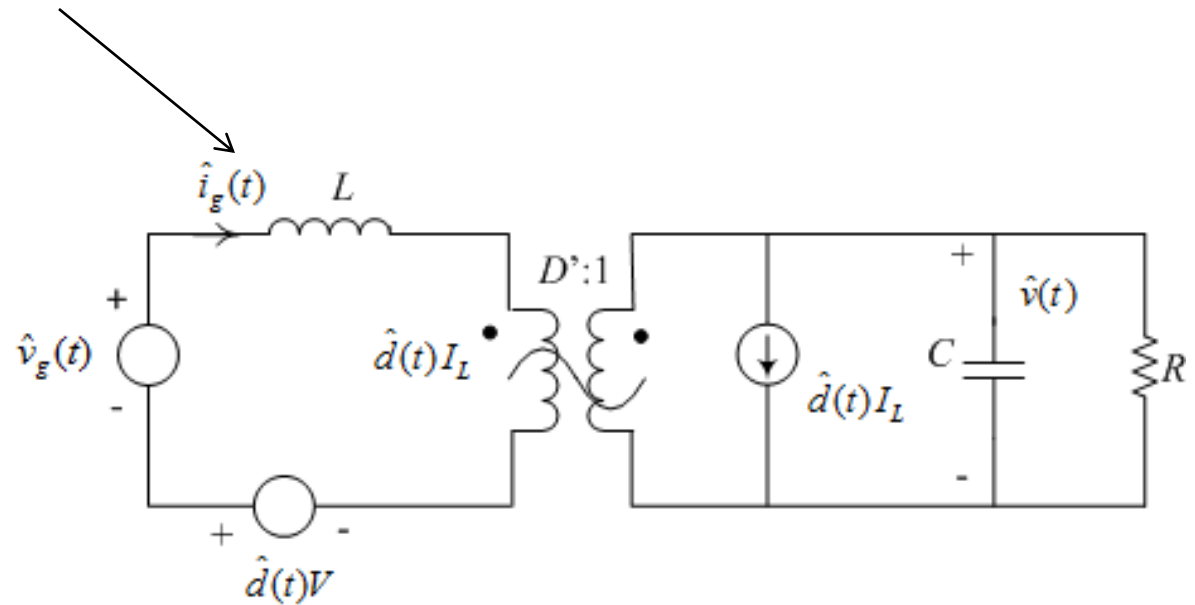 î_g(t)
L
D':1
+
v̂_g(t)
-
d̂(t)I_L
d̂(t)I_L
+
v̂(t)
C
-
R
+ -
d̂(t)V